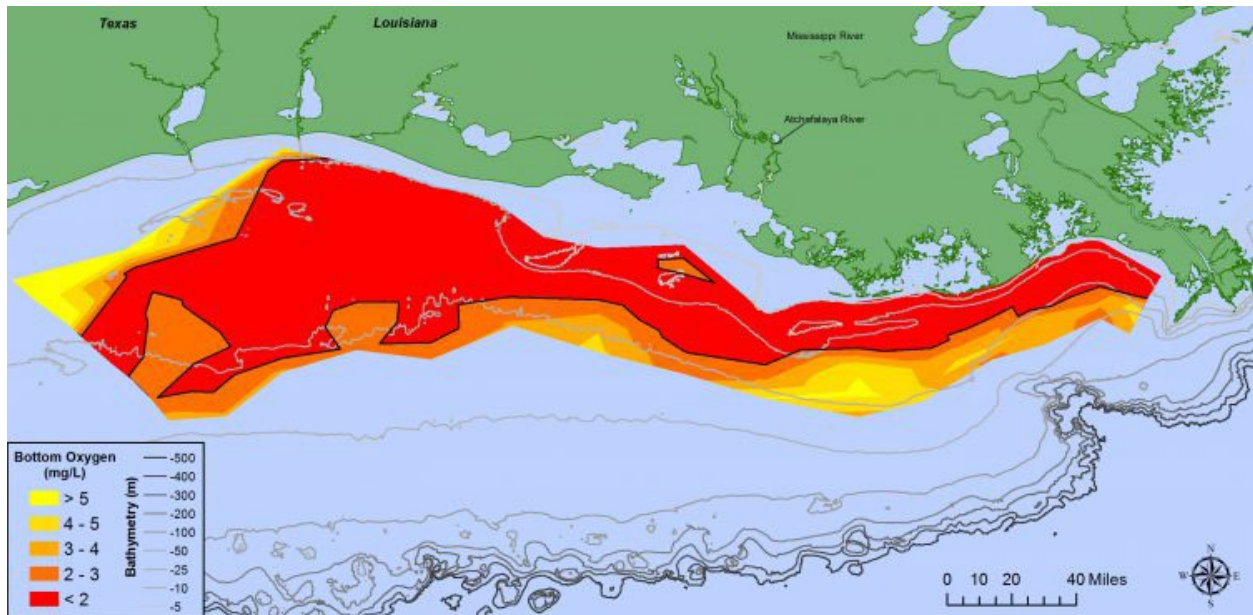 Texas
Louisiana
Mississippi River
Atchafalaya River
Bottom Oxygen
(mg/L)
> 5
4 - 5
3 - 4
2 - 3
< 2
Bathymetry (m)
-500
-400
-300
-200
-100
-50
-25
-10
-5
0 10 20 40 Miles
N
W E
S